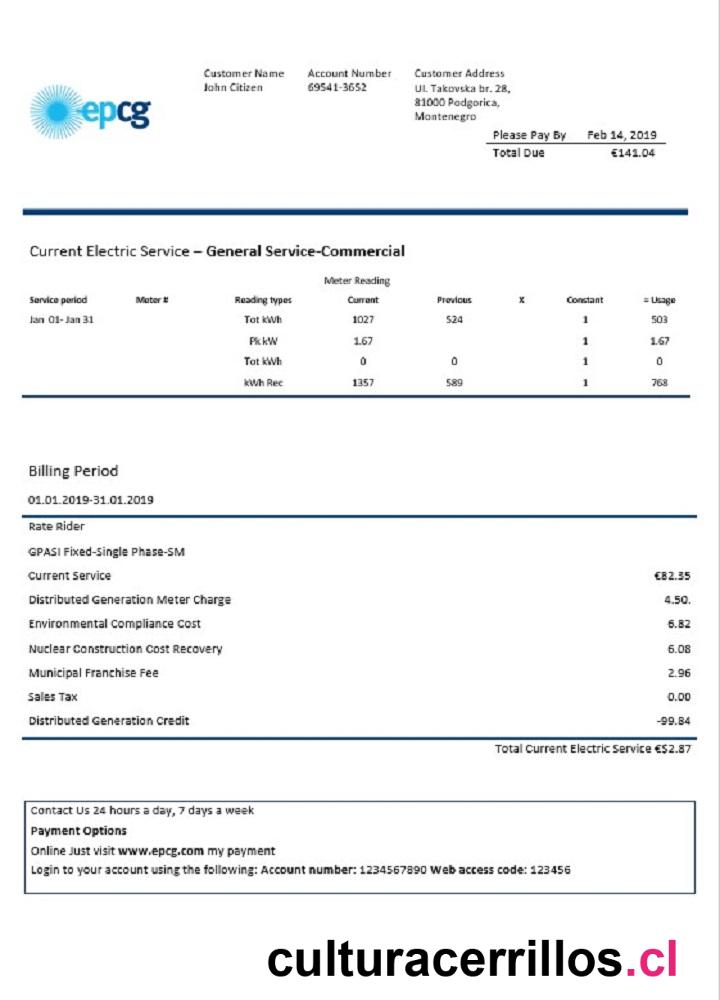 epcg
Customer Name Account Number Customer Address
John Citizen 69541-3652 Ul. Takovska br. 28,
81000 Podgorica,
Montenegro
Please Pay By Feb 14, 2019
Total Due €141.04
Current Electric Service – General Service-Commercial
Meter Reading
Service period Meter # Reading types Current Previous X Constant = Usage
Jan 01- Jan 31 Tot kWh 1027 524 1 503
Pk kW 1.67 1 1.67
Tot kWh 0 0 1 0
kWh Rec 1357 589 1 768
Billing Period
01.01.2019-31.01.2019
Rate Rider
GPASI Fixed-Single Phase-SM
Current Service €82.35
Distributed Generation Meter Charge 4.50.
Environmental Compliance Cost 6.82
Nuclear Construction Cost Recovery 6.08
Municipal Franchise Fee 2.96
Sales Tax 0.00
Distributed Generation Credit -99.84
Total Current Electric Service €52.87
Contact Us 24 hours a day, 7 days a week
Payment Options
Online Just visit www.epcg.com my payment
Login to your account using the following: Account number: 1234567890 Web access code: 123456
culturacerrillos.cl